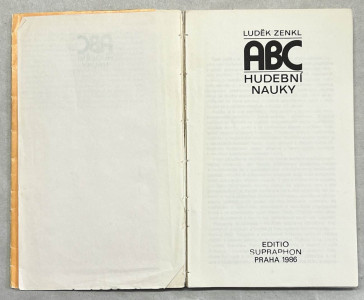 LUDĚK ZENKL
ABC
HUDEBNÍ
NAUKY
EDITIO
SUPRAPHON
PRAHA 1986